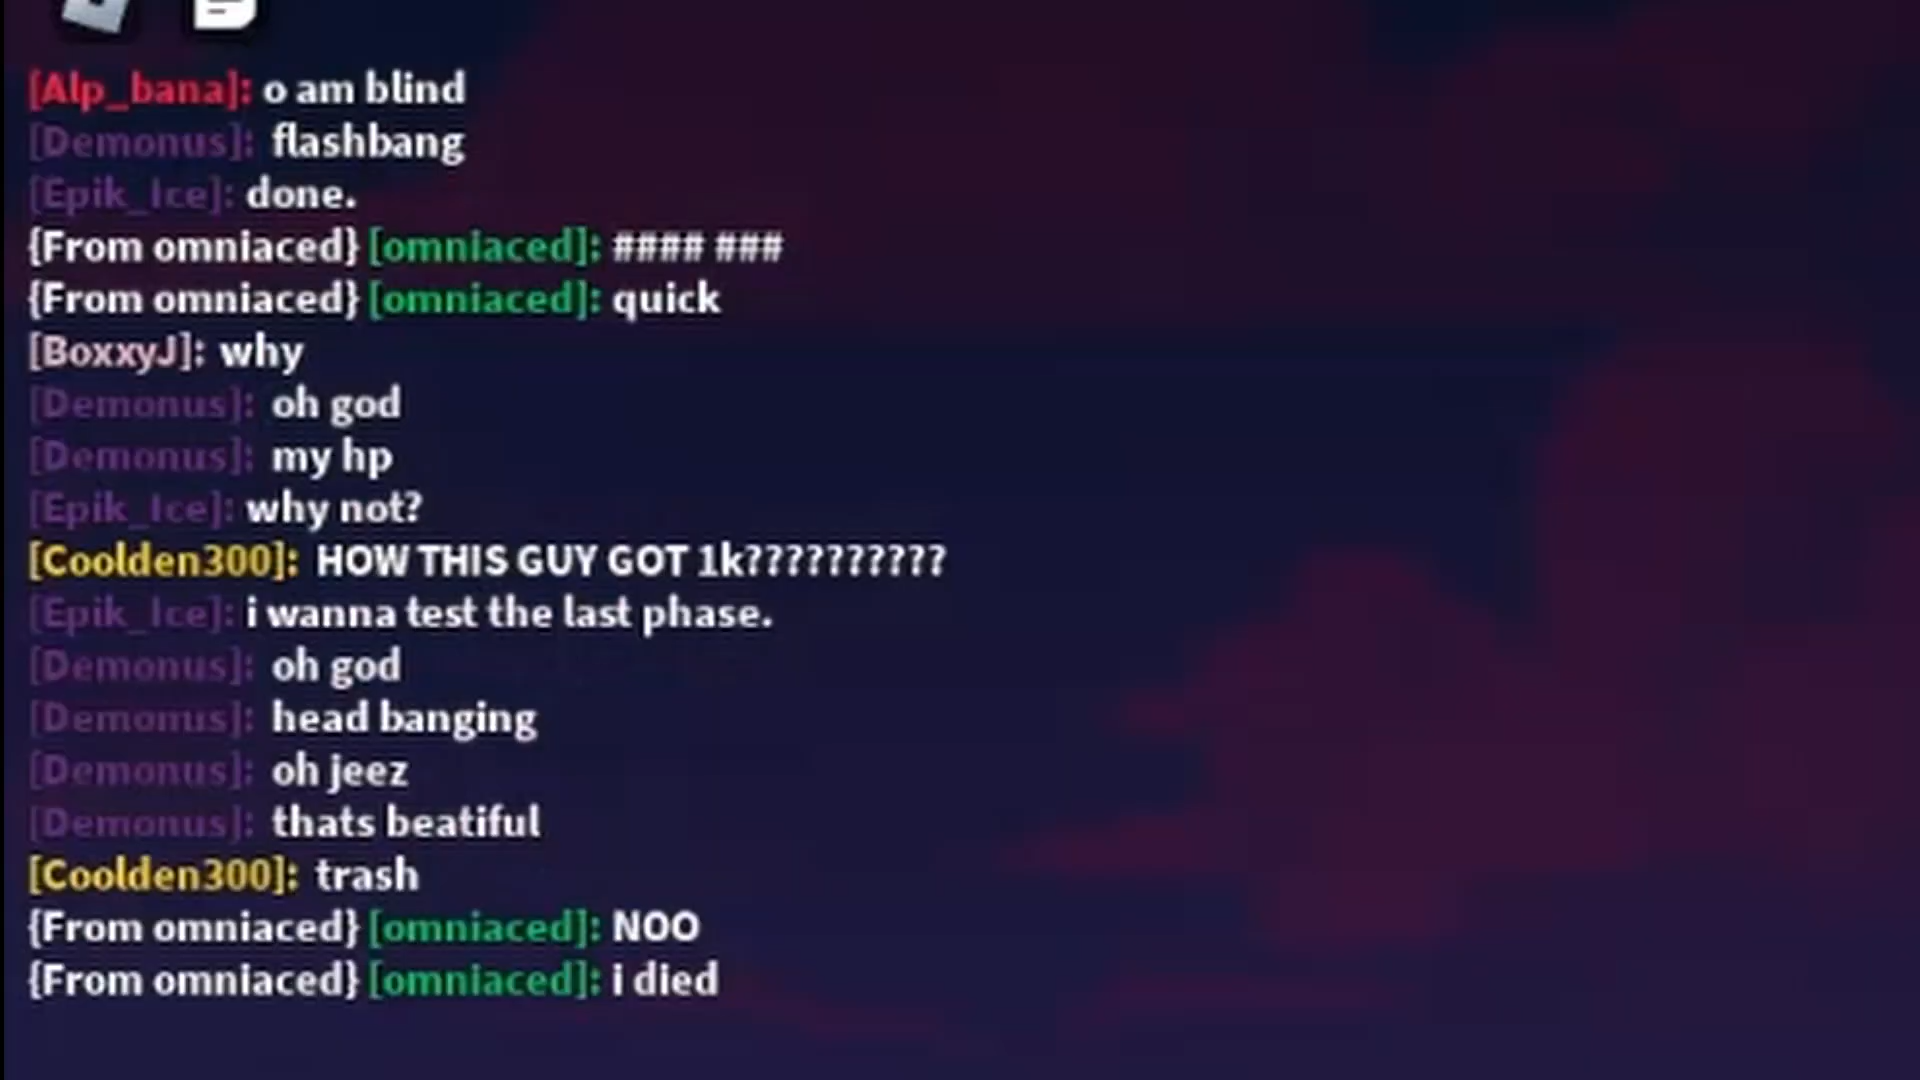 [Alp_bana]: o am blind
[Demonus]: flashbang
[Epik_Ice]: done.
{From omniaced} [omniaced]: #### ###
{From omniaced} [omniaced]: quick
[BoxxyJ]: why
[Demonus]: oh god
[Demonus]: my hp
[Epik_Ice]: why not?
[Coolden300]: HOW THIS GUY GOT 1k??????????
[Epik_Ice]: i wanna test the last phase.
[Demonus]: oh god
[Demonus]: head banging
[Demonus]: oh jeez
[Demonus]: thats beatiful
[Coolden300]: trash
{From omniaced} [omniaced]: NOO
{From omniaced} [omniaced]: i died